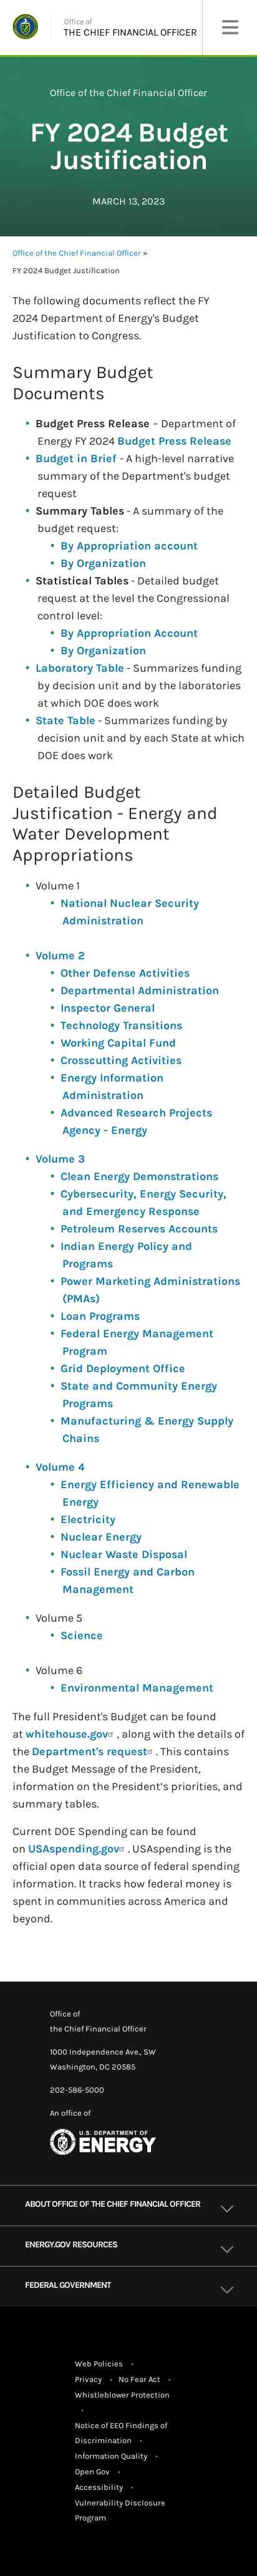 Office of
THE CHIEF FINANCIAL OFFICER
Office of the Chief Financial Officer
FY 2024 Budget
Justification
MARCH 13, 2023
Office of the Chief Financial Officer »
FY 2024 Budget Justification
The following documents reflect the FY
2024 Department of Energy's Budget
Justification to Congress.
Summary Budget
Documents
• Budget Press Release – Department of
Energy FY 2024 Budget Press Release
• Budget in Brief - A high-level narrative
summary of the Department's budget
request
• Summary Tables - A summary of the
budget request:
• By Appropriation account
• By Organization
• Statistical Tables - Detailed budget
request at the level the Congressional
control level:
• By Appropriation Account
• By Organization
• Laboratory Table - Summarizes funding
by decision unit and by the laboratories
at which DOE does work
• State Table - Summarizes funding by
decision unit and by each State at which
DOE does work
Detailed Budget
Justification - Energy and
Water Development
Appropriations
• Volume 1
• National Nuclear Security
Administration
• Volume 2
• Other Defense Activities
• Departmental Administration
• Inspector General
• Technology Transitions
• Working Capital Fund
• Crosscutting Activities
• Energy Information
Administration
• Advanced Research Projects
Agency - Energy
• Volume 3
• Clean Energy Demonstrations
• Cybersecurity, Energy Security,
and Emergency Response
• Petroleum Reserves Accounts
• Indian Energy Policy and
Programs
• Power Marketing Administrations
(PMAs)
• Loan Programs
• Federal Energy Management
Program
• Grid Deployment Office
• State and Community Energy
Programs
• Manufacturing & Energy Supply
Chains
• Volume 4
• Energy Efficiency and Renewable
Energy
• Electricity
• Nuclear Energy
• Nuclear Waste Disposal
• Fossil Energy and Carbon
Management
• Volume 5
• Science
• Volume 6
• Environmental Management
The full President's Budget can be found
at whitehouse.gov , along with the details of
the Department's request . This contains
the Budget Message of the President,
information on the President's priorities, and
summary tables.
Current DOE Spending can be found
on USAspending.gov . USAspending is the
official open data source of federal spending
information. It tracks how federal money is
spent in communities across America and
beyond.
Office of
the Chief Financial Officer
1000 Independence Ave., SW
Washington, DC 20585
202-586-5000
An office of
U.S. DEPARTMENT OF
ENERGY
ABOUT OFFICE OF THE CHIEF FINANCIAL OFFICER
ENERGY.GOV RESOURCES
FEDERAL GOVERNMENT
Web Policies •
Privacy • No Fear Act •
Whistleblower Protection
•
Notice of EEO Findings of
Discrimination •
Information Quality •
Open Gov •
Accessibility •
Vulnerability Disclosure
Program